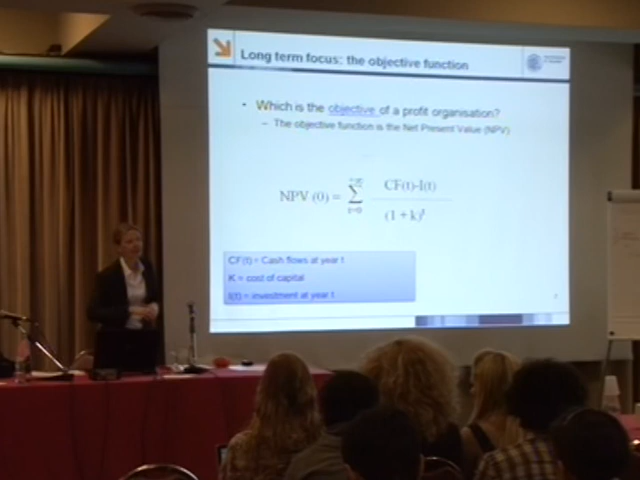 Long term focus: the objective function
• Which is the objective of a profit organisation?
– The objective function is the Net Present Value (NPV)
NPV (0) = +∞ ∑ t=0 CF(t)-I(t)
(1 + k)^t
CF(t) = Cash flows at year t
K = cost of capital
I(t) = investment at year t